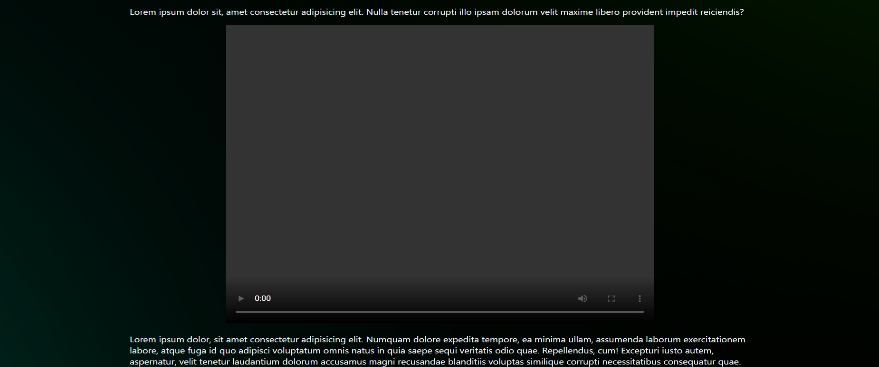 Lorem ipsum dolor sit, amet consectetur adipisicing elit. Nulla tenetur corrupti illo ipsam dolorum velit maxime libero provident impedit reiciendis?
0:00
Lorem ipsum dolor, sit amet consectetur adipisicing elit. Numquam dolore expedita tempore, ea minima ullam, assumenda laborum exercitationem
labore, atque fuga id quo adipisci voluptatum omnis natus in quia saepe sequi veritatis odio quae. Repellendus, cum! Excepturi iusto autem,
aspernatur, velit tenetur laudantium dolorum accusamus magni recusandae blanditiis voluptas similique corrupti necessitatibus consequatur quae.